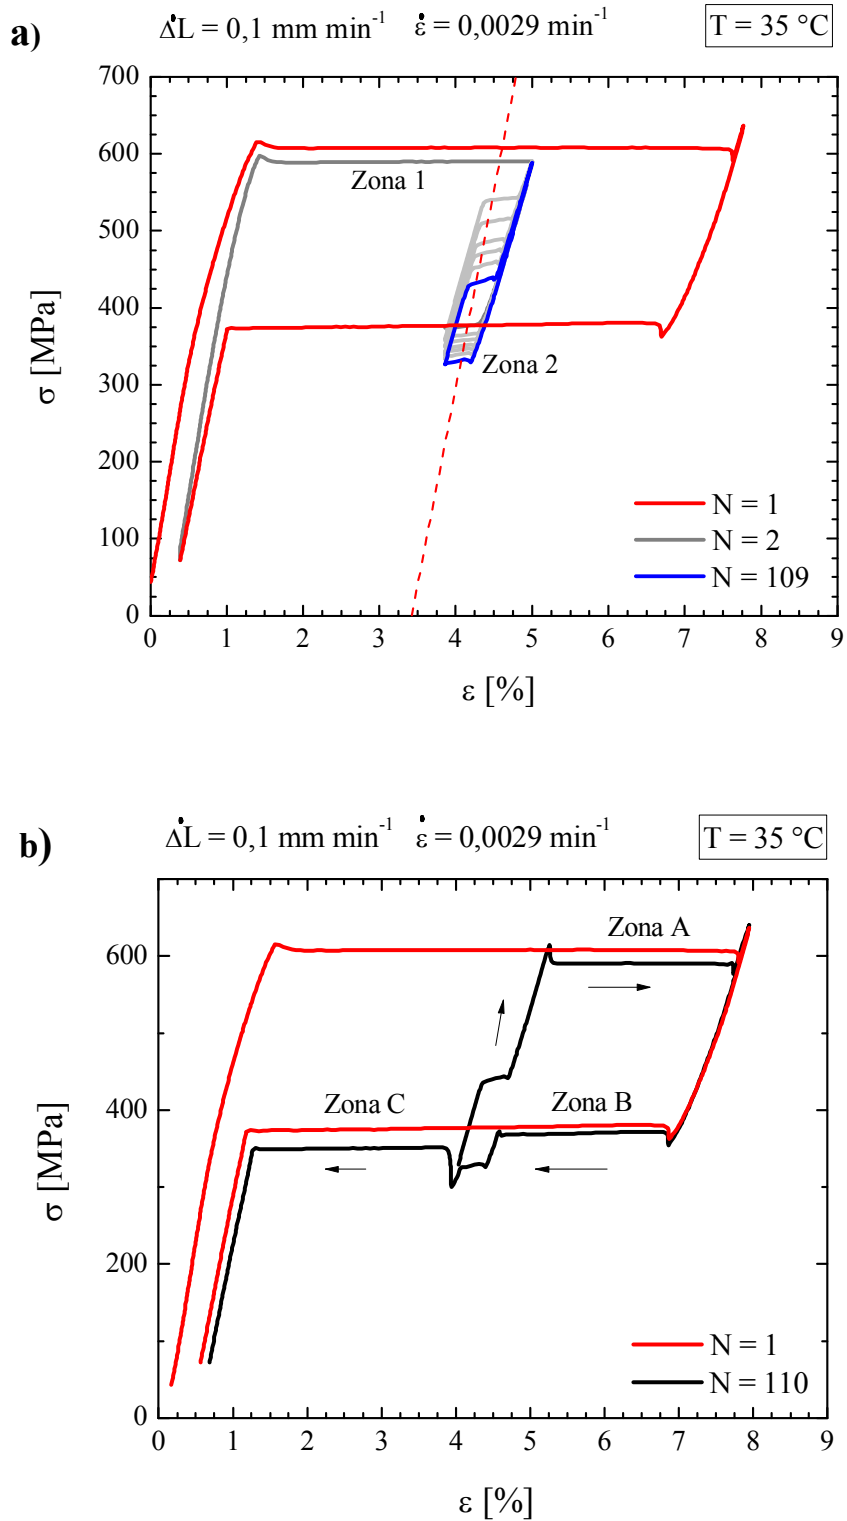 a)
ΔL̇ = 0,1 mm min⁻¹ ε̇ = 0,0029 min⁻¹
T = 35 °C
700
600
500
400
300
200
100
0
σ [MPa]
Zona 1
Zona 2
N = 1
N = 2
N = 109
0 1 2 3 4 5 6 7 8 9
ε [%]
b)
ΔL̇ = 0,1 mm min⁻¹ ε̇ = 0,0029 min⁻¹
T = 35 °C
600
400
200
0
σ [MPa]
Zona A
Zona C
Zona B
N = 1
N = 110
0 1 2 3 4 5 6 7 8 9
ε [%]